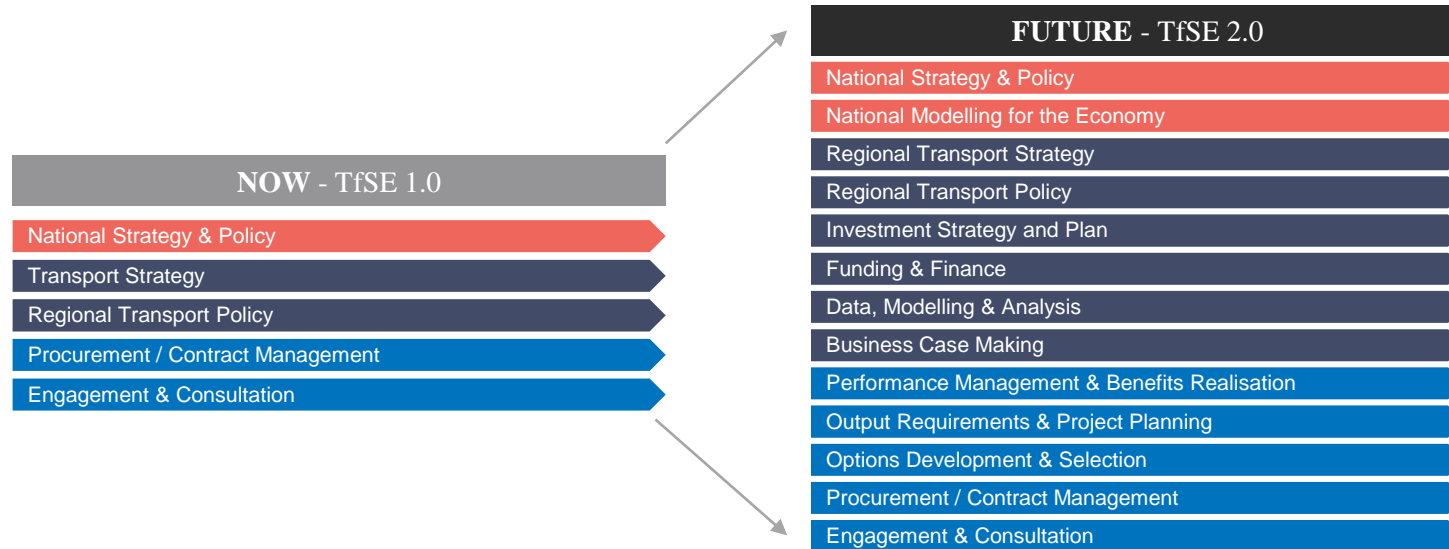 NOW - TfSE 1.0
National Strategy & Policy
Transport Strategy
Regional Transport Policy
Procurement / Contract Management
Engagement & Consultation
FUTURE - TfSE 2.0
National Strategy & Policy
National Modelling for the Economy
Regional Transport Strategy
Regional Transport Policy
Investment Strategy and Plan
Funding & Finance
Data, Modelling & Analysis
Business Case Making
Performance Management & Benefits Realisation
Output Requirements & Project Planning
Options Development & Selection
Procurement / Contract Management
Engagement & Consultation